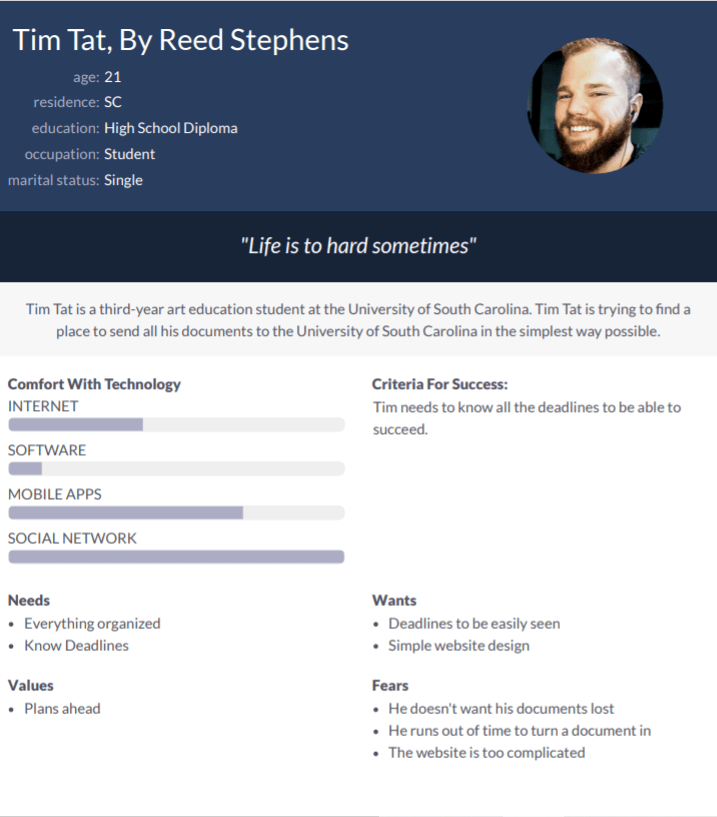 Tim Tat, By Reed Stephens
age: 21
residence: SC
education: High School Diploma
occupation: Student
marital status: Single
"Life is to hard sometimes"
Tim Tat is a third-year art education student at the University of South Carolina. Tim Tat is trying to find a
place to send all his documents to the University of South Carolina in the simplest way possible.
Comfort With Technology
INTERNET
SOFTWARE
MOBILE APPS
SOCIAL NETWORK
Criteria For Success:
Tim needs to know all the deadlines to be able to
succeed.
Needs
• Everything organized
• Know Deadlines
Wants
• Deadlines to be easily seen
• Simple website design
Values
• Plans ahead
Fears
• He doesn't want his documents lost
• He runs out of time to turn a document in
• The website is too complicated